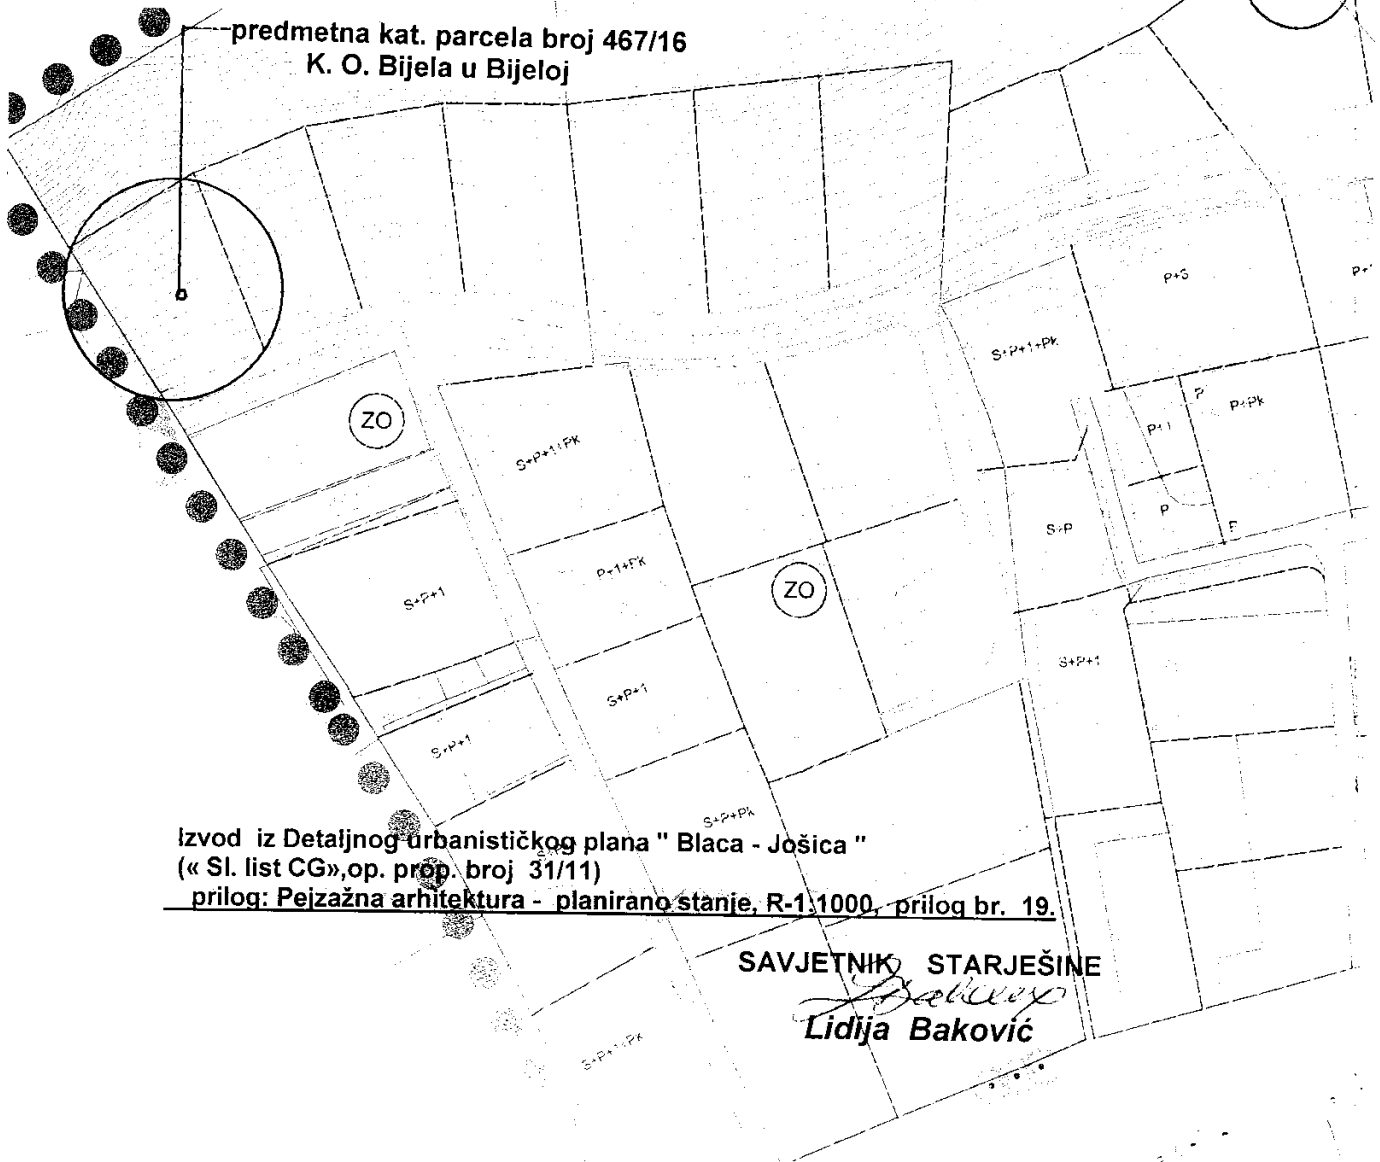 predmetna kat. parcela broj 467/16
K. O. Bijela u Bijeloj
P+S
S+P+1+Pk
P
P+Pk
P+1
ZO
S+P+1+Pk
P
S+P
P+1+Pk
ZO
S+P+1
S+P+1
S+P+1
S+P+1
S+P+Pk
Izvod iz Detaljnog urbanističkog plana " Blaca - Jošica "
(« Sl. list CG»,op. prop. broj 31/11)
prilog: Pejzažna arhitektura - planirano stanje, R-1:1000, prilog br. 19.
SAVJETNIK STARJEŠINE
Lidija Baković
S+P+1+Pk